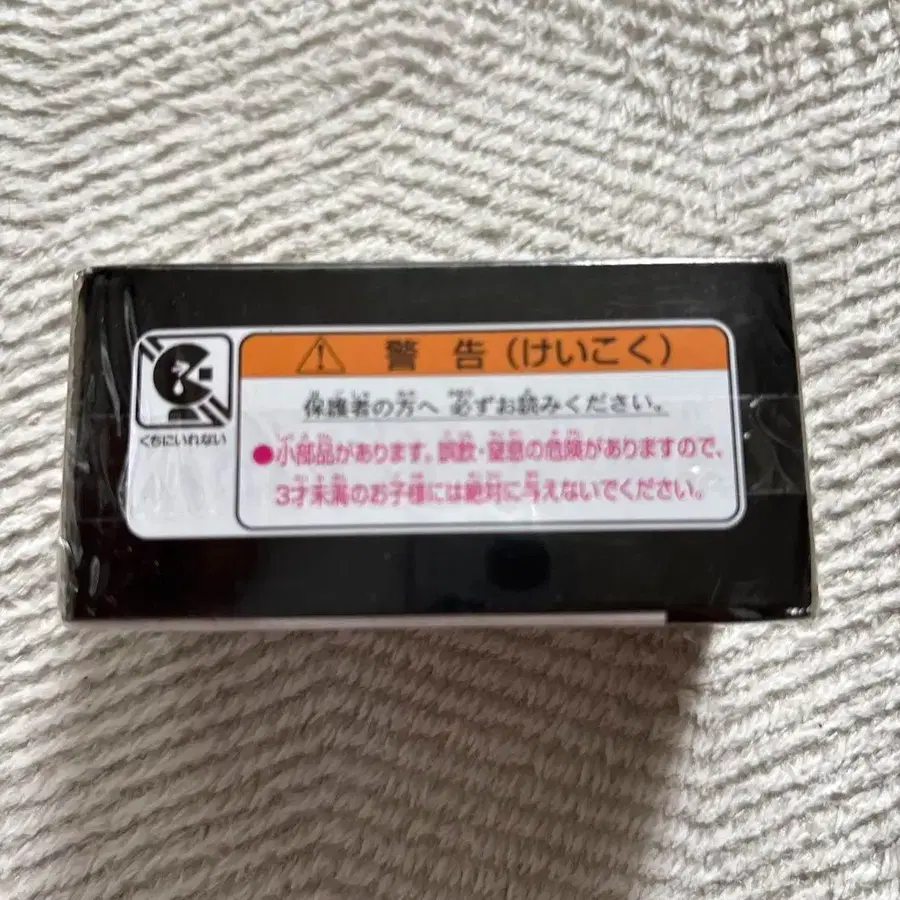 警告（けいこく）
保護者の方へ 必ずお読みください。
●小部品があります。誤飲・窒息の危険がありますので、
3才未満のお子様には絶対に与えないでください。
くちにいれない